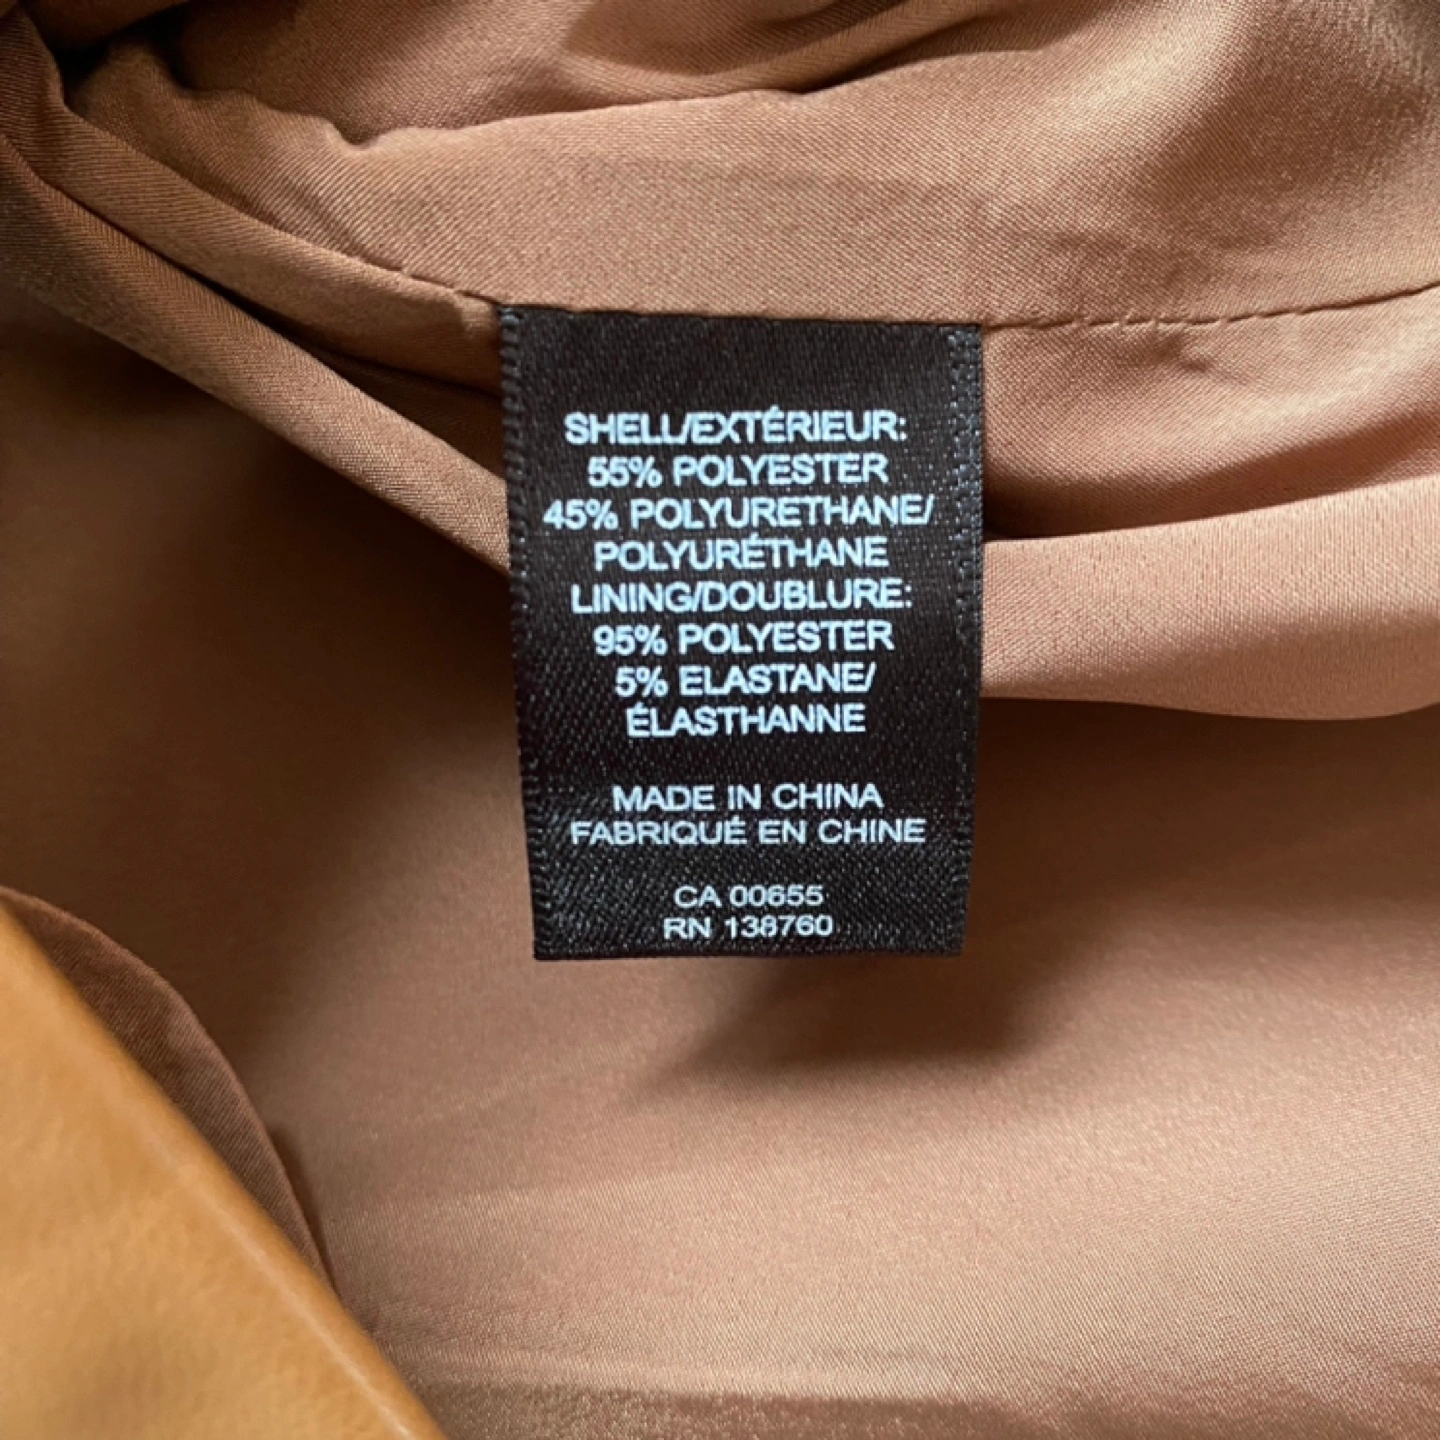 SHELL/EXTÉRIEUR:
55% POLYESTER
45% POLYURETHANE/
POLYURÉTHANE
LINING/DOUBLURE:
95% POLYESTER
5% ELASTANE/
ÉLASTHANNE
MADE IN CHINA
FABRIQUÉ EN CHINE
CA 00655
RN 138760